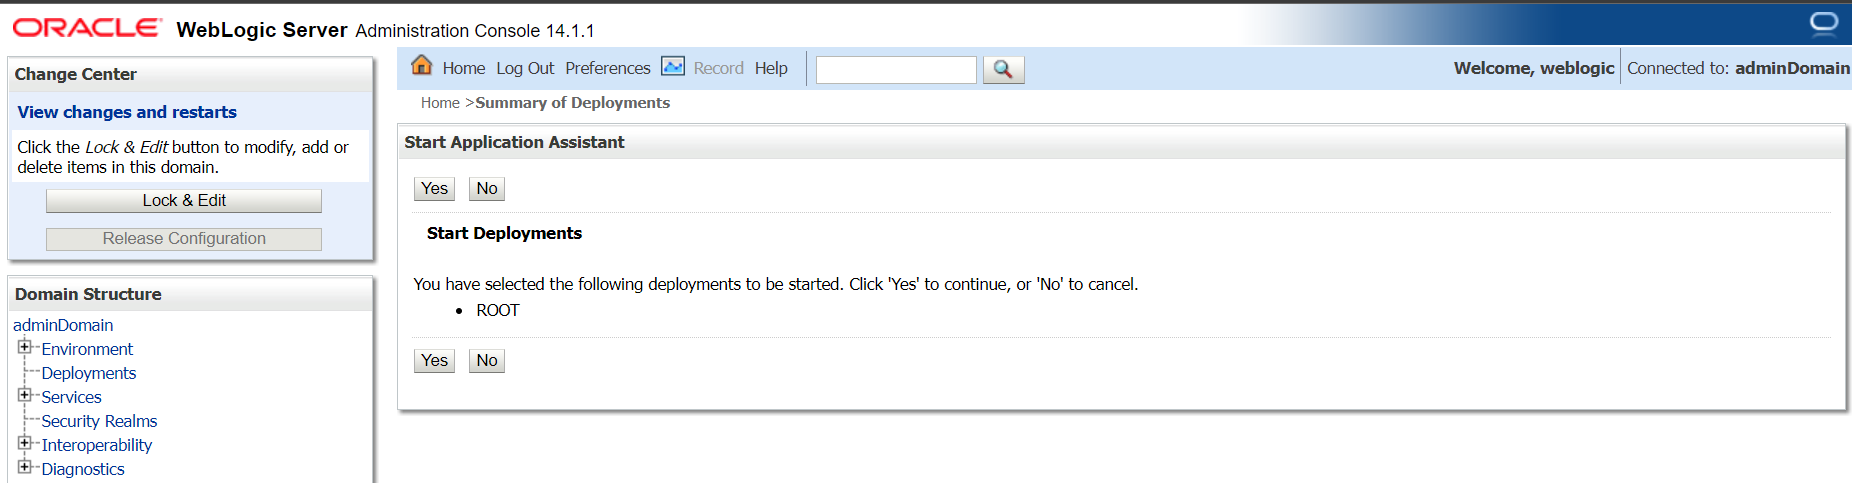 ORACLE WebLogic Server Administration Console 14.1.1
Change Center
View changes and restarts
Click the Lock & Edit button to modify, add or
delete items in this domain.
Lock & Edit
Release Configuration
Domain Structure
adminDomain
Environment
Deployments
Services
Security Realms
Interoperability
Diagnostics
Home Log Out Preferences Record Help
Welcome, weblogic Connected to: adminDomain
Home >Summary of Deployments
Start Application Assistant
Yes No
Start Deployments
You have selected the following deployments to be started. Click 'Yes' to continue, or 'No' to cancel.
• ROOT
Yes No